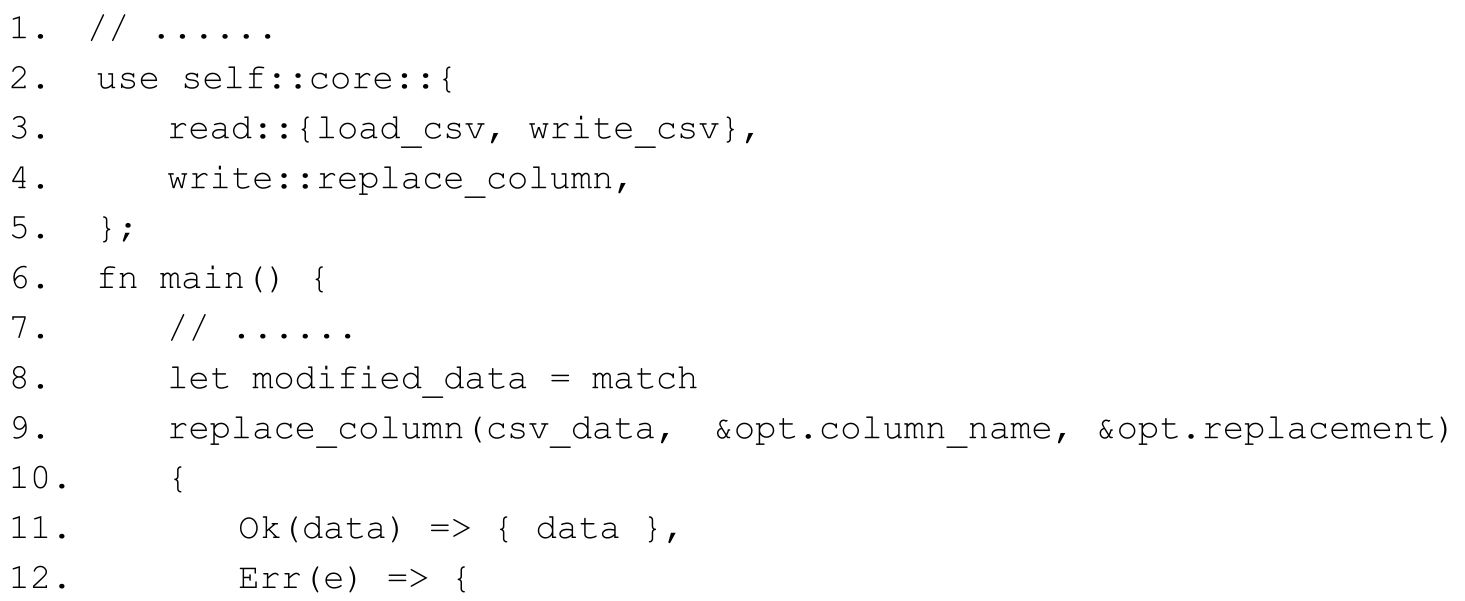 1. // ......
2. use self::core::{
3. read::{load_csv, write_csv},
4. write::replace_column,
5. };
6. fn main() {
7. // ......
8. let modified_data = match
9. replace_column(csv_data, &opt.column_name, &opt.replacement)
10. {
11. Ok(data) => { data },
12. Err(e) => {